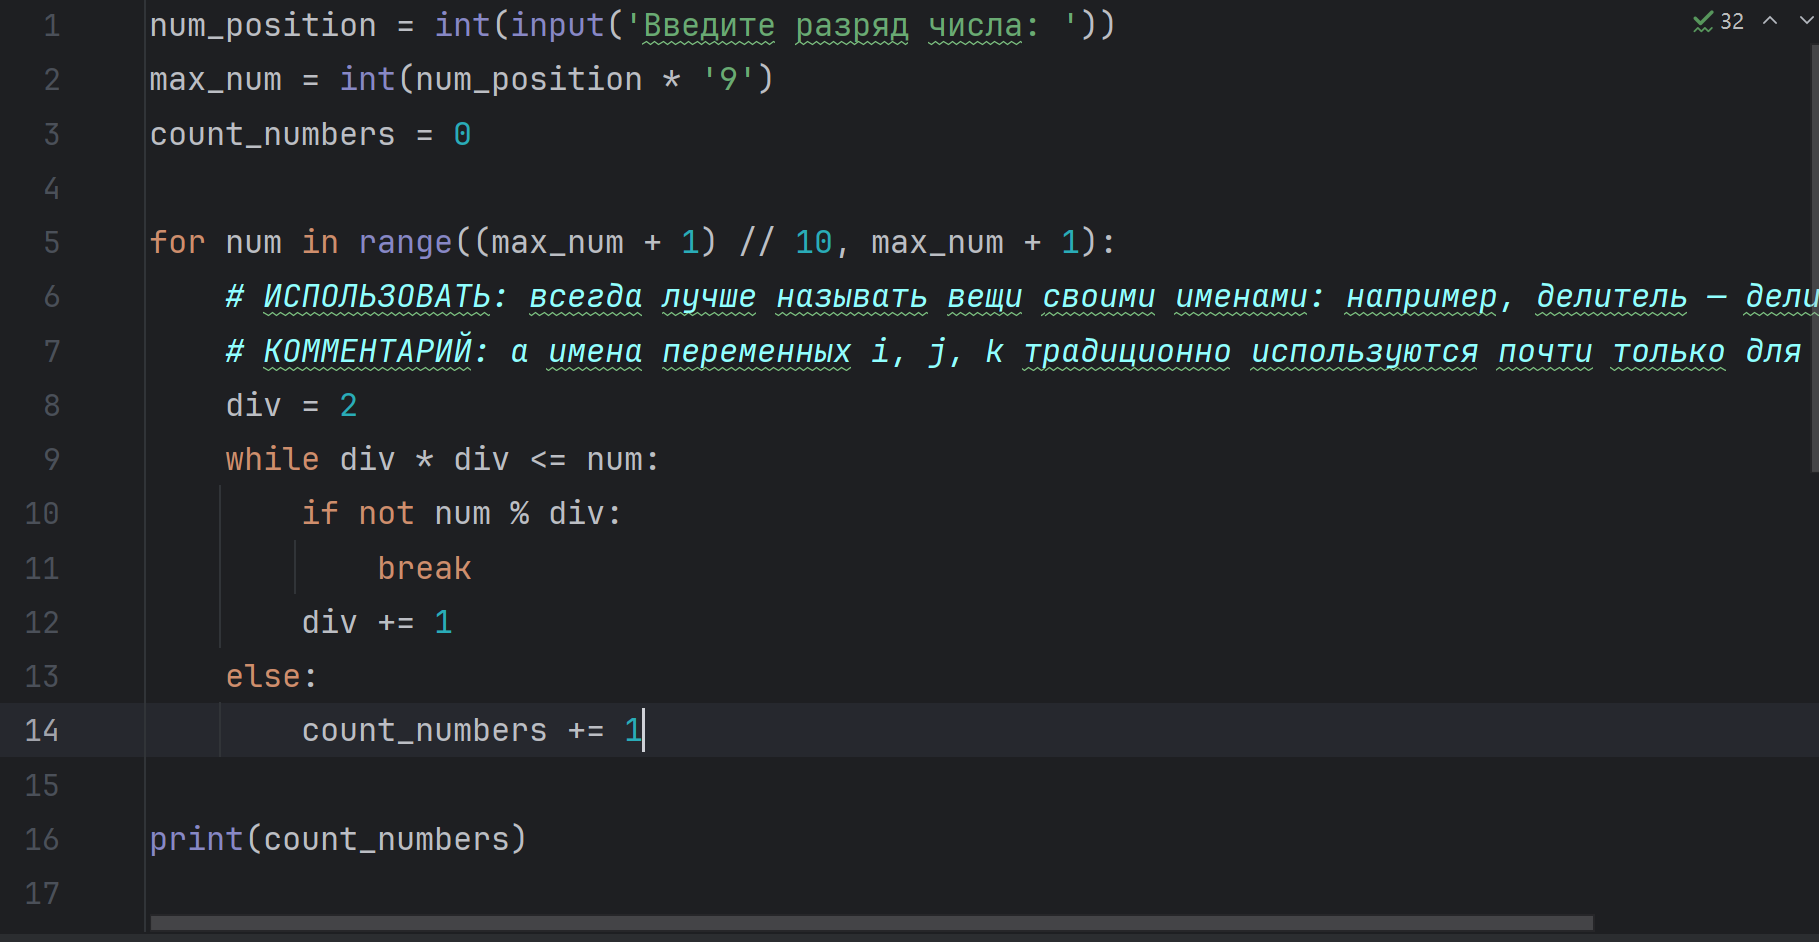 32
1 num_position = int(input('Введите разряд числа: '))
2 max_num = int(num_position * '9')
3 count_numbers = 0
4
5 for num in range((max_num + 1) // 10, max_num + 1):
6 # ИСПОЛЬЗОВАТЬ: всегда лучше называть вещи своими именами: например, делитель — дели
7 # КОММЕНТАРИЙ: а имена переменных i, j, k традиционно используются почти только для
8 div = 2
9 while div * div <= num:
10 if not num % div:
11 break
12 div += 1
13 else:
14 count_numbers += 1
15
16 print(count_numbers)
17